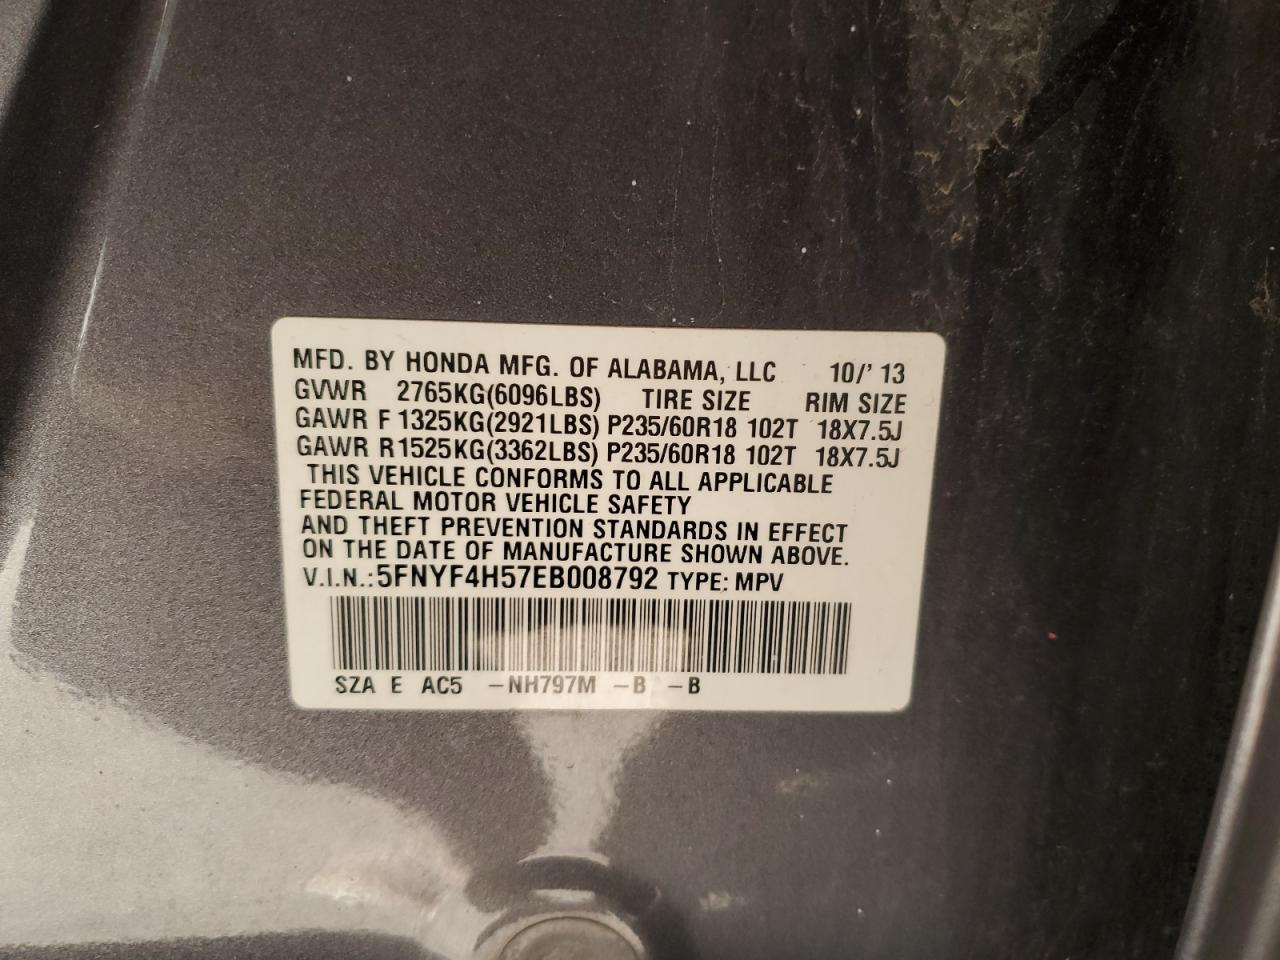 MFD. BY HONDA MFG. OF ALABAMA, LLC 10/' 13
GVWR 2765KG(6096LBS) TIRE SIZE RIM SIZE
GAWR F 1325KG(2921LBS) P235/60R18 102T 18X7.5J
GAWR R1525KG(3362LBS) P235/60R18 102T 18X7.5J
THIS VEHICLE CONFORMS TO ALL APPLICABLE
FEDERAL MOTOR VEHICLE SAFETY
AND THEFT PREVENTION STANDARDS IN EFFECT
ON THE DATE OF MANUFACTURE SHOWN ABOVE.
V.I.N.: 5FNYF4H57EB008792 TYPE: MPV
SZA E AC5 -NH797M -B -B